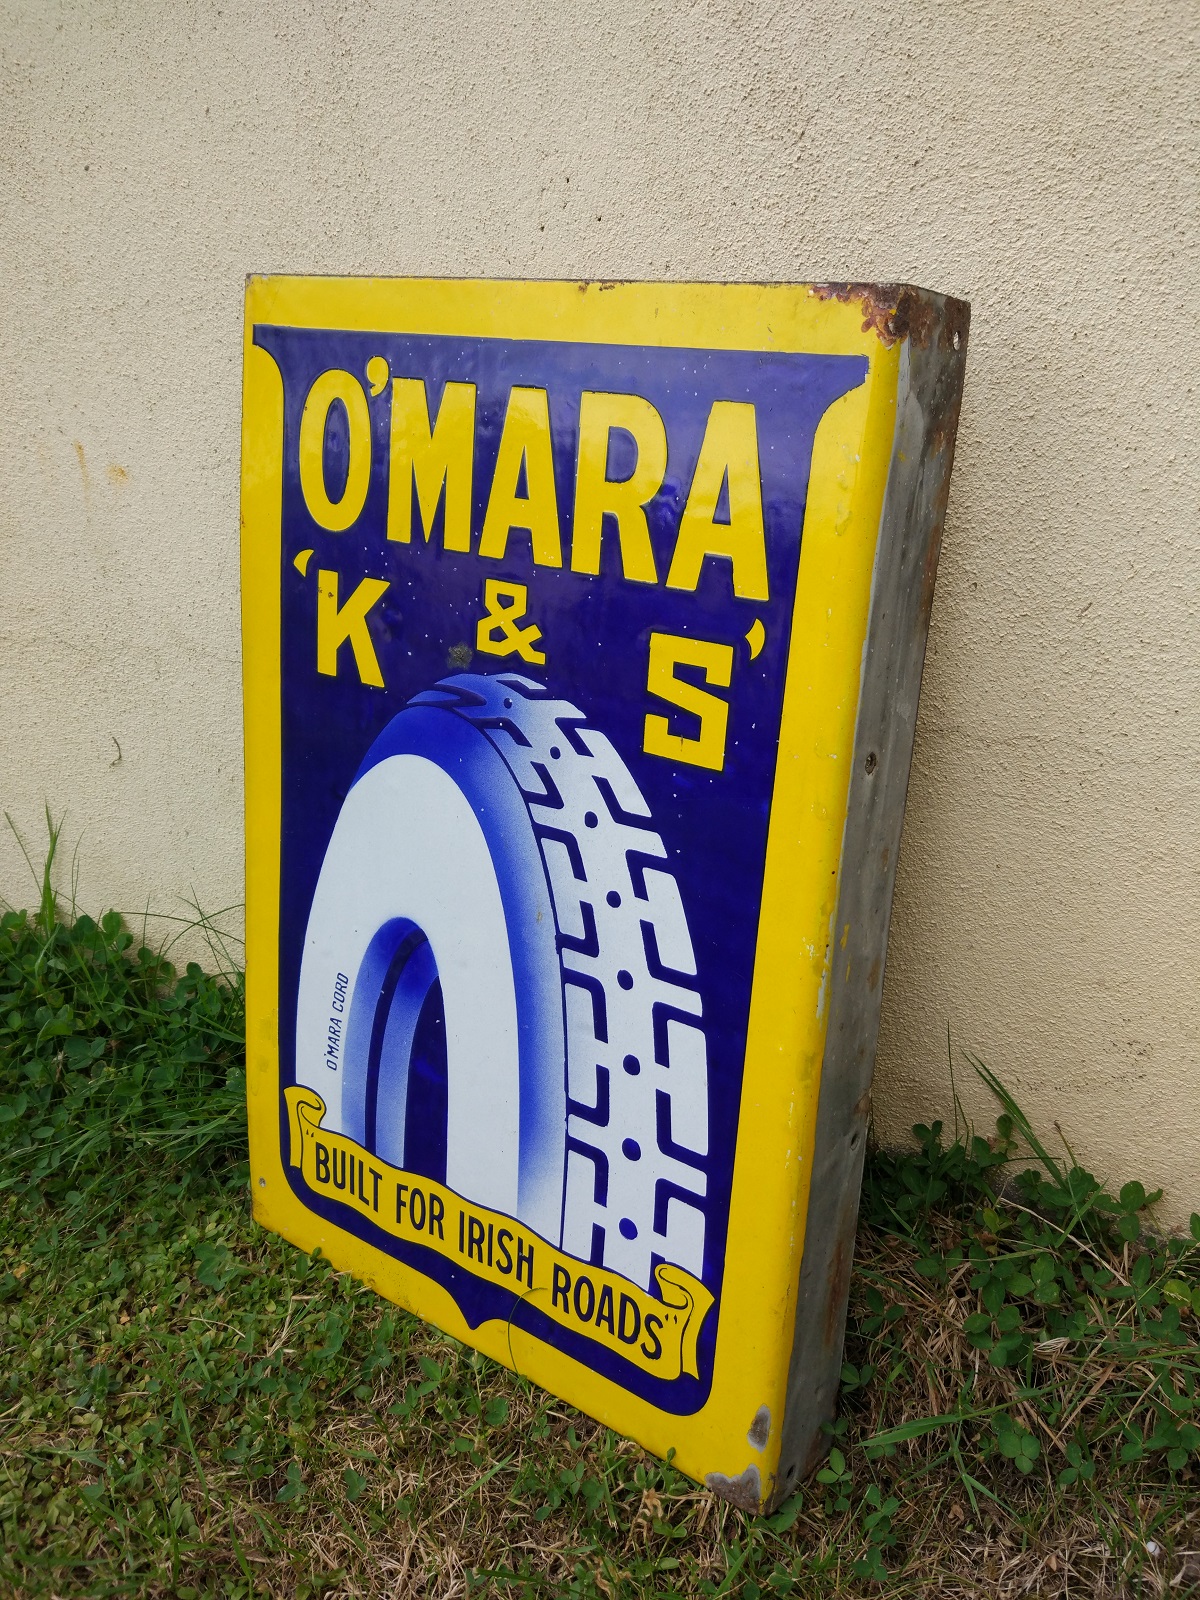 O'MARA
'K & S'
O'MARA CORD
"BUILT FOR IRISH ROADS"